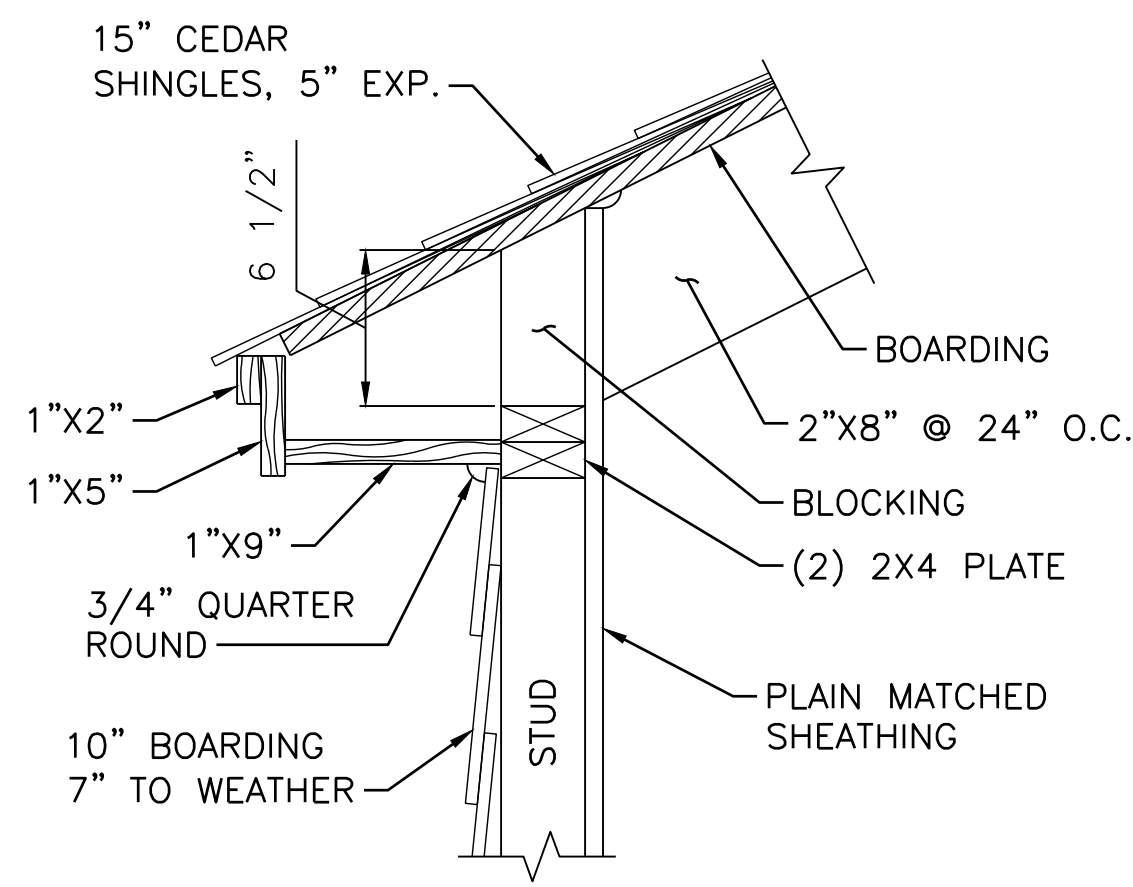 15” CEDAR
SHINGLES, 5” EXP.
6 1/2”
BOARDING
2”X8” @ 24” O.C.
1”X2”
1”X5”
BLOCKING
1”X9”
(2) 2X4 PLATE
3/4” QUARTER
ROUND
PLAIN MATCHED
SHEATHING
STUD
10” BOARDING
7” TO WEATHER